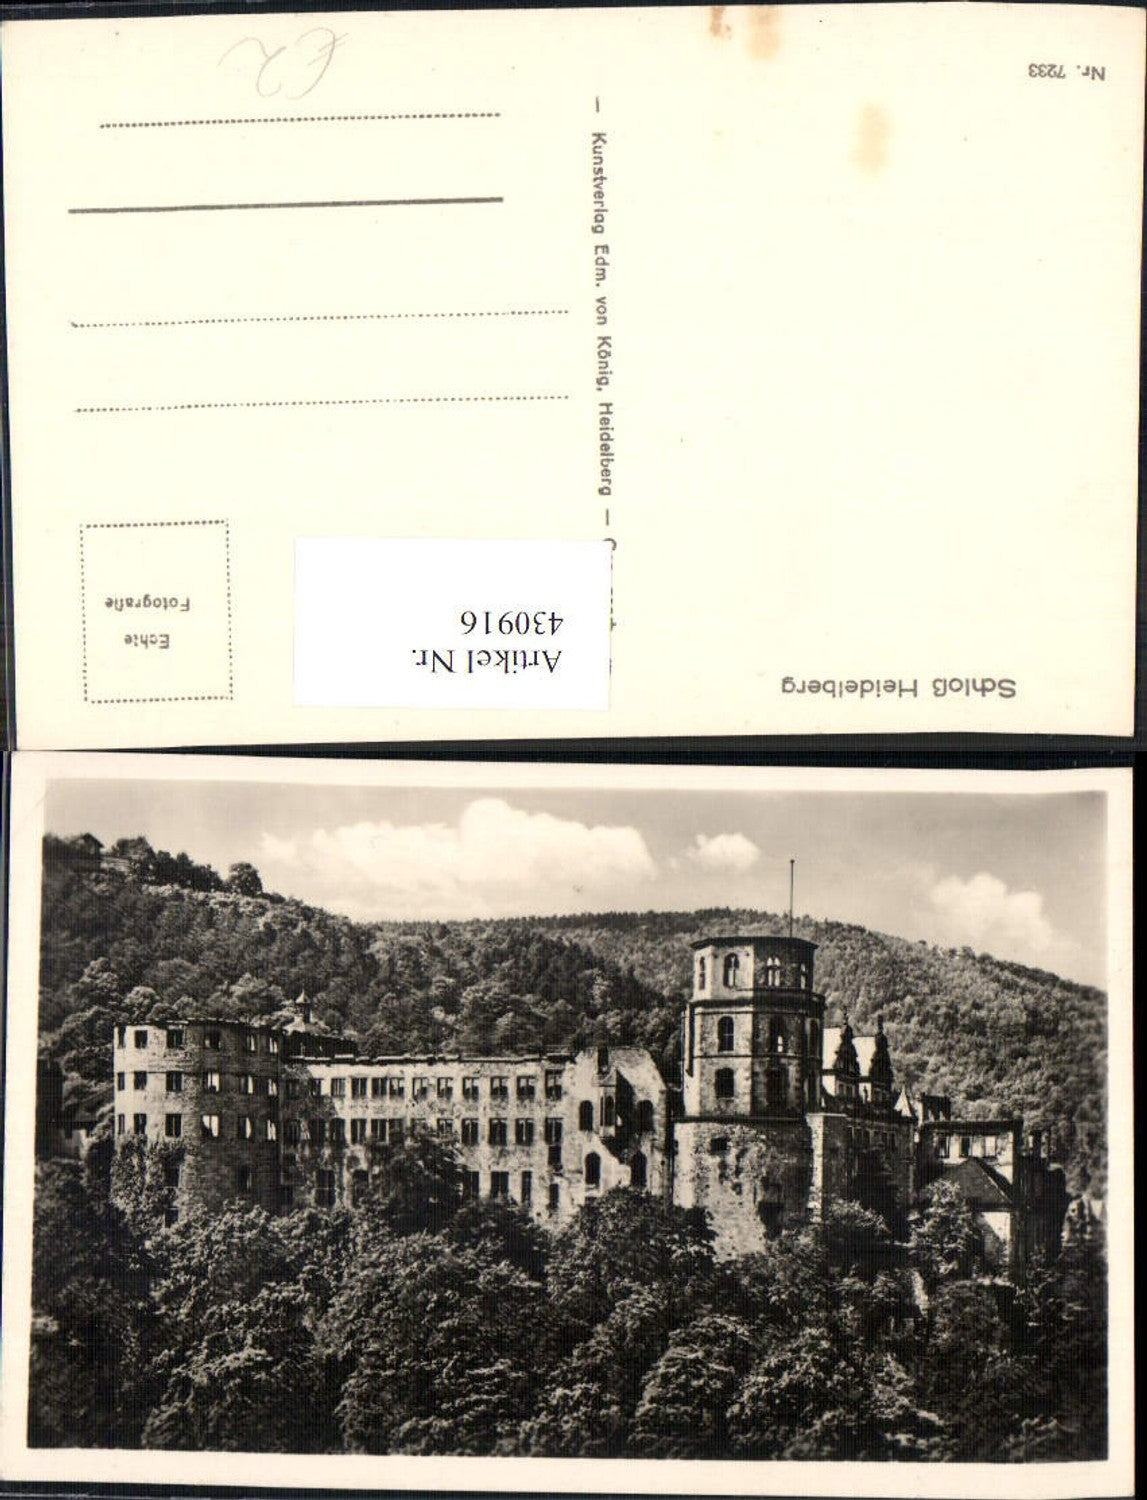 Nr. 7233
— Kunstverlag Edm. von König, Heidelberg —
Schloß Heidelberg
Echte
Fotografie
Artikel Nr.
430916